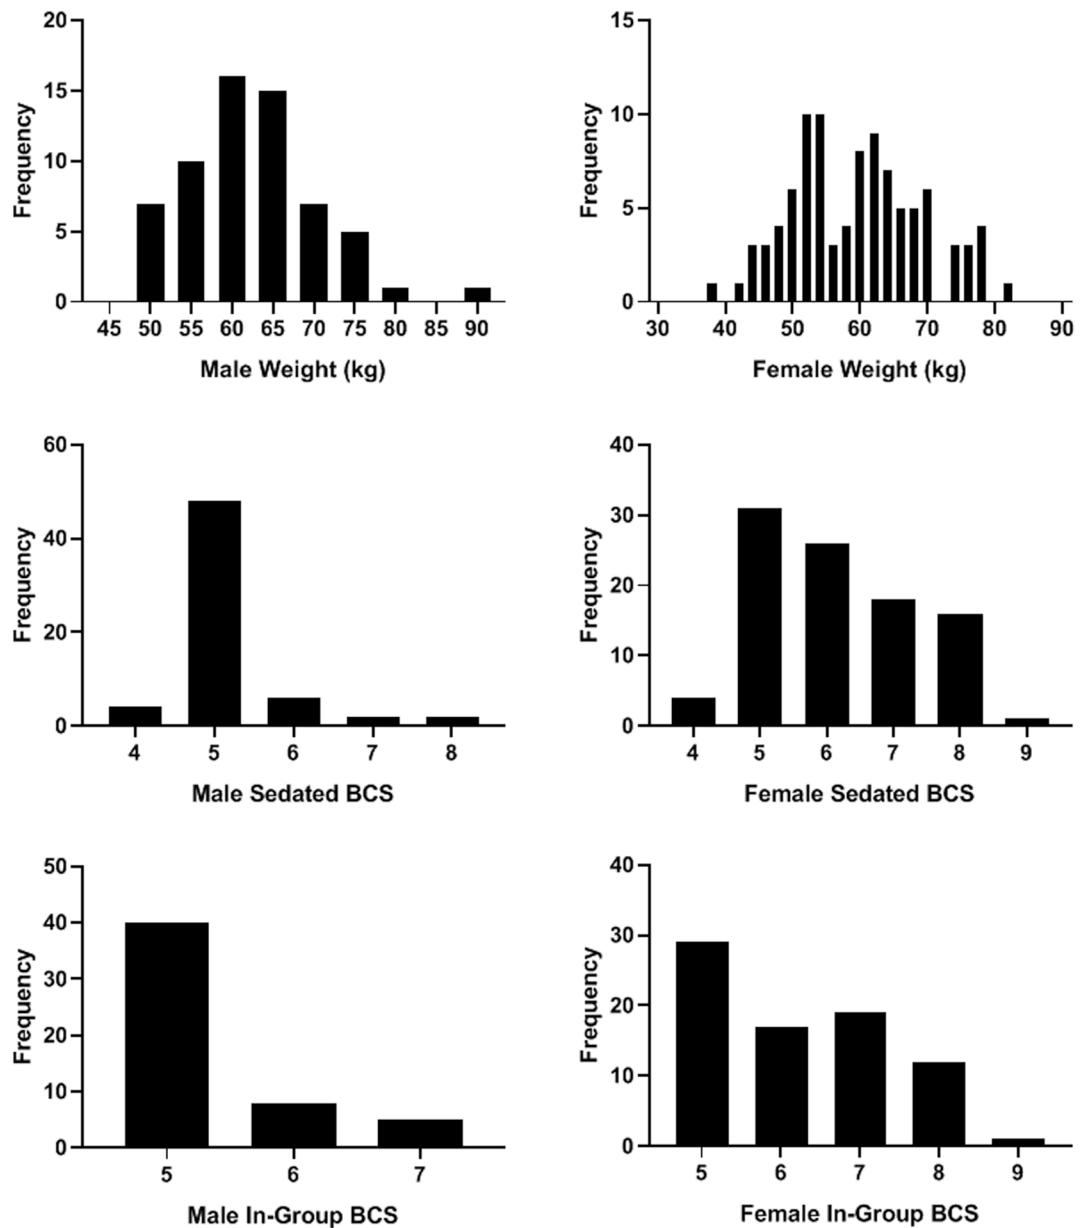 20
15
10
5
0
Frequency
45 50 55 60 65 70 75 80 85 90
Male Weight (kg)
15
10
5
0
Frequency
30 40 50 60 70 80 90
Female Weight (kg)
60
40
20
0
Frequency
4 5 6 7 8
Male Sedated BCS
40
30
20
10
0
Frequency
4 5 6 7 8 9
Female Sedated BCS
50
40
30
20
10
0
Frequency
5 6 7
Male In-Group BCS
40
30
20
10
0
Frequency
5 6 7 8 9
Female In-Group BCS